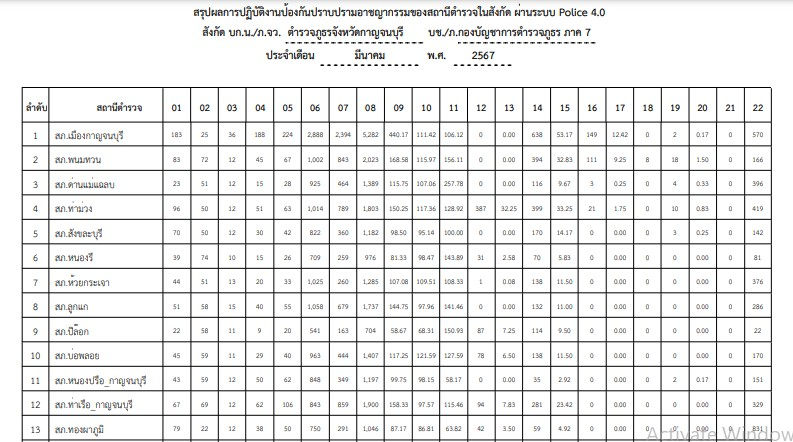 สรุปผลการปฏิบัติงานป้องกันปราบปรามอาชญากรรมของสถานีตำรวจในสังกัด ผ่านระบบ Police 4.0
สังกัด บก.น./ภ.จว. ตำรวจภูธรจังหวัดกาญจนบุรี บช./ภ.กองบัญชาการตำรวจภูธร ภาค 7
ประจำเดือน มีนาคม พ.ศ. 2567
ลำดับ สถานีตำรวจ 01 02 03 04 05 06 07 08 09 10 11 12 13 14 15 16 17 18 19 20 21 22
1 สภ.เมืองกาญจนบุรี 183 25 36 188 224 2,888 2,394 5,282 440.17 111.42 106.12 0 0.00 638 53.17 149 12.42 0 2 0.17 0 570
2 สภ.พนมทวน 83 72 12 45 67 1,002 843 2,023 168.58 115.97 156.11 0 0.00 394 32.83 111 9.25 8 18 1.50 0 166
3 สภ.ด่านแม่แฉลบ 23 51 12 15 28 925 464 1,389 115.75 107.06 257.78 0 0.00 116 9.67 3 0.25 0 4 0.33 0 396
4 สภ.ท่าม่วง 96 50 12 51 63 1,014 789 1,803 150.25 117.36 128.92 387 32.25 399 33.25 21 1.75 0 10 0.83 0 419
5 สภ.สังขละบุรี 70 50 12 30 42 822 360 1,182 98.50 95.14 100.00 0 0.00 170 14.17 0 0.00 0 3 0.25 0 142
6 สภ.หนองรี 39 74 10 15 26 709 259 976 81.33 98.47 143.89 31 2.58 70 5.83 0 0.00 0 0 0.00 0 81
7 สภ.ห้วยกระเจา 44 51 13 20 33 1,025 260 1,285 107.08 109.51 108.33 1 0.08 138 11.50 0 0.00 0 0 0.00 0 376
8 สภ.ลูกแก 51 58 15 40 55 1,058 679 1,737 144.75 97.96 141.46 0 0.00 132 11.00 0 0.00 0 0 0.00 0 286
9 สภ.ปิล๊อก 22 58 11 9 20 541 163 704 58.67 68.31 150.93 87 7.25 114 9.50 0 0.00 0 0 0.00 0 22
10 สภ.บ่อพลอย 45 59 11 29 40 963 444 1,407 117.25 121.59 127.59 78 6.50 138 11.50 0 0.00 0 0 0.00 0 170
11 สภ.หนองปรือ_กาญจนบุรี 43 59 12 50 62 848 349 1,197 99.75 98.15 58.17 0 0.00 35 2.92 0 0.00 0 2 0.17 0 151
12 สภ.ท่าเรือ_กาญจนบุรี 67 69 12 62 106 843 859 1,900 158.33 97.57 115.46 94 7.83 281 23.42 0 0.00 0 0 0.00 0 329
13 สภ.ทองผาภูมิ 79 22 12 38 50 750 291 1,046 87.17 86.81 63.82 42 3.50 59 4.92 0 0.00 0 0 0.00 0 831
Activate Window